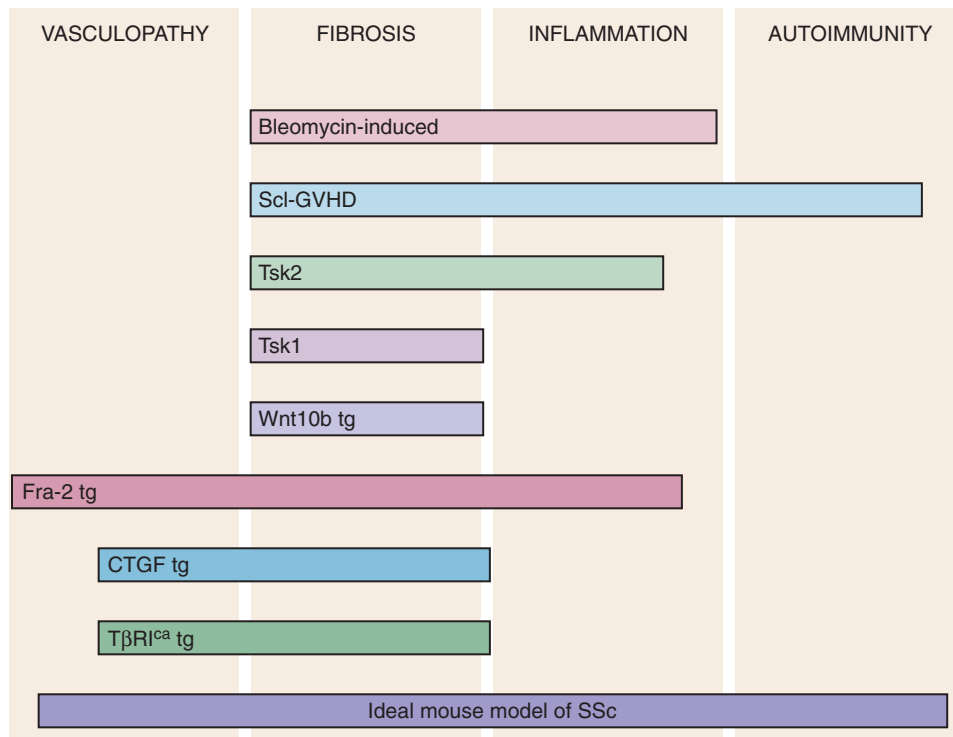 VASCULOPATHY FIBROSIS INFLAMMATION AUTOIMMUNITY
Bleomycin-induced
Scl-GVHD
Tsk2
Tsk1
Wnt10b tg
Fra-2 tg
CTGF tg
TβRIᶜᵃ tg
Ideal mouse model of SSc